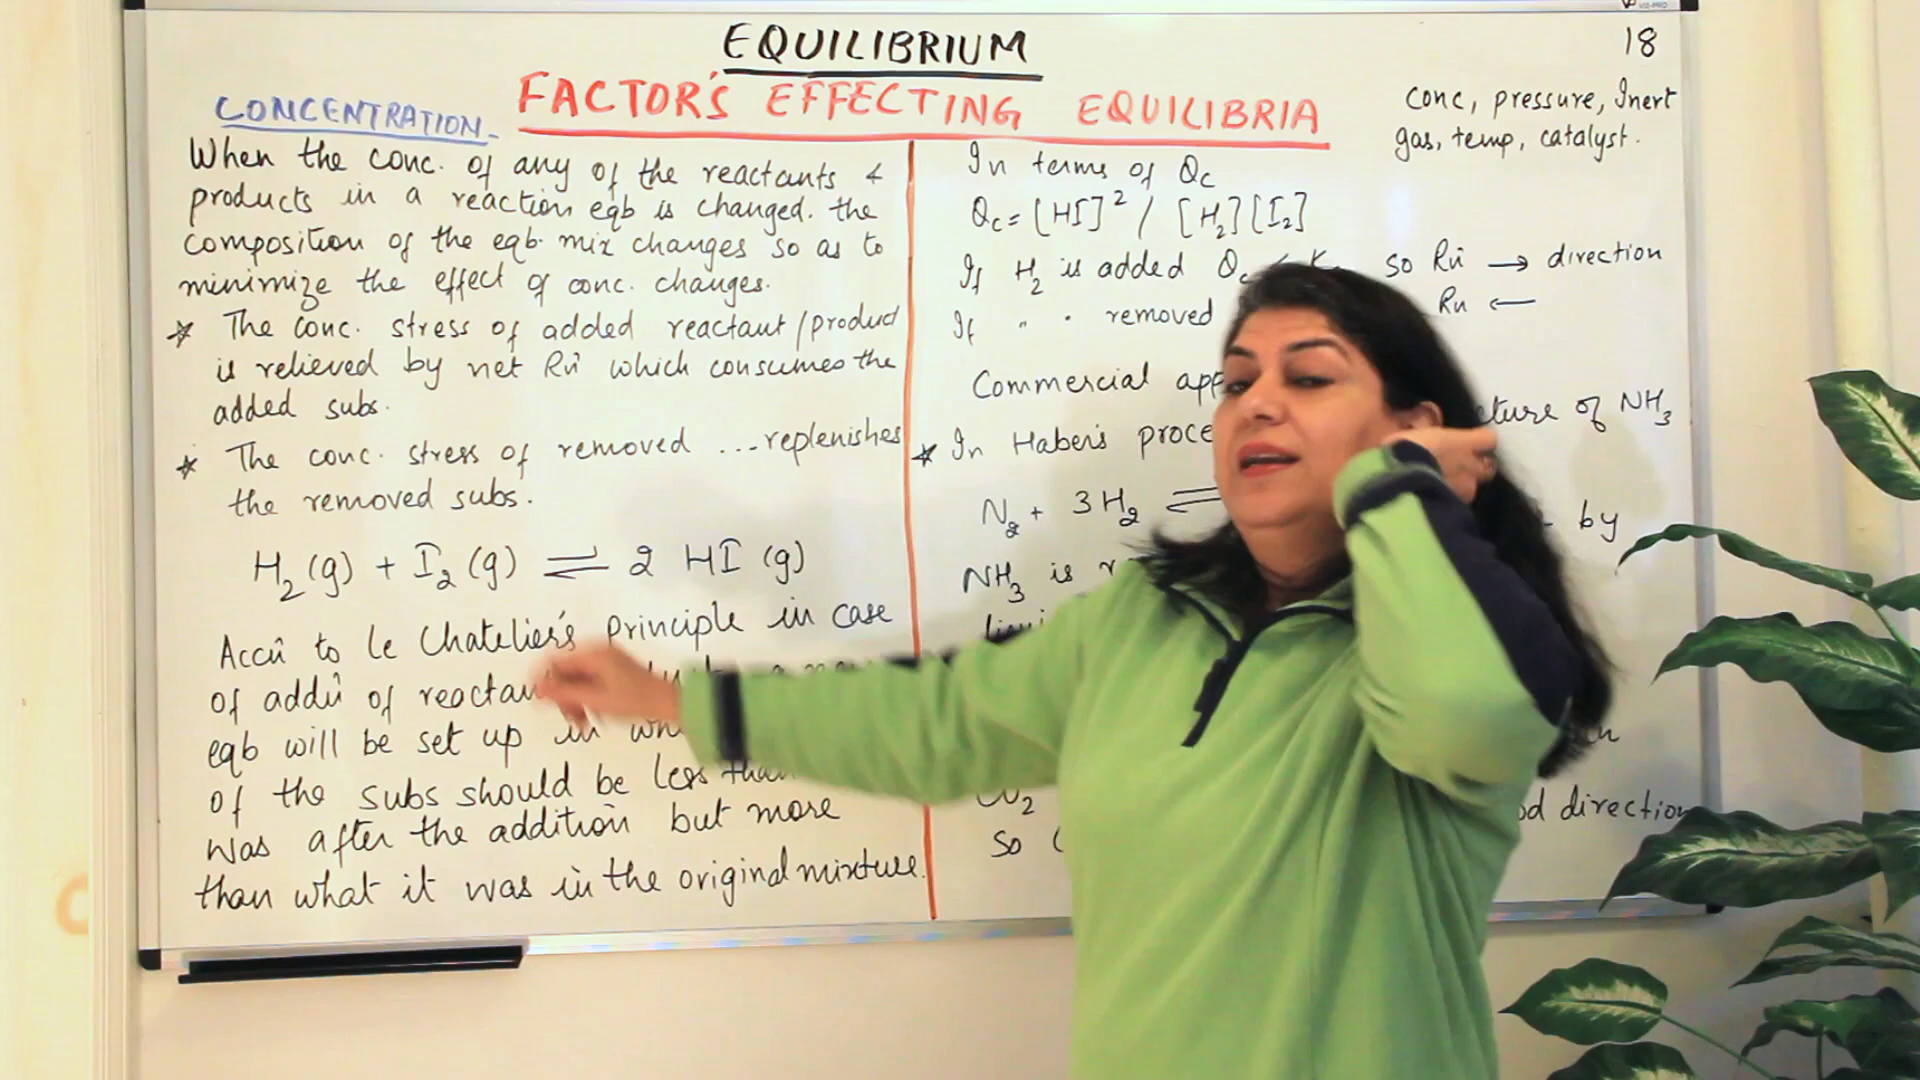 EQUILIBRIUM
18
FACTOR'S EFFECTING EQUILIBRIA
conc, pressure, Inert
gas, temp, catalyst.
CONCENTRATION-
When the conc. of any of the reactants &
products in a reaction eqb is changed. the
composition of the eqb. mix changes so as to
minimize the effect of conc. changes.
* The conc. stress of added reactant/product
is relieved by net Rn which consumes the
added subs.
* The conc. stress of removed ... replenishes
the removed subs.
H₂(g) + I₂(g) ⇌ 2 HI (g)
Accn to Le Chatelier's principle in case
of addn of reactan
eqb will be set up in wh
of the subs should be less than
was after the addition but more
than what it was in the original mixture.
In terms of Qc
Qc = [HI]² / [H₂][I₂]
If H₂ is added Qc so Rn → direction
If " " removed Rn ←
Commercial app of NH₃
* In Haber's proce
N₂ + 3H₂ ⇌
by
NH₃ is
direction
so